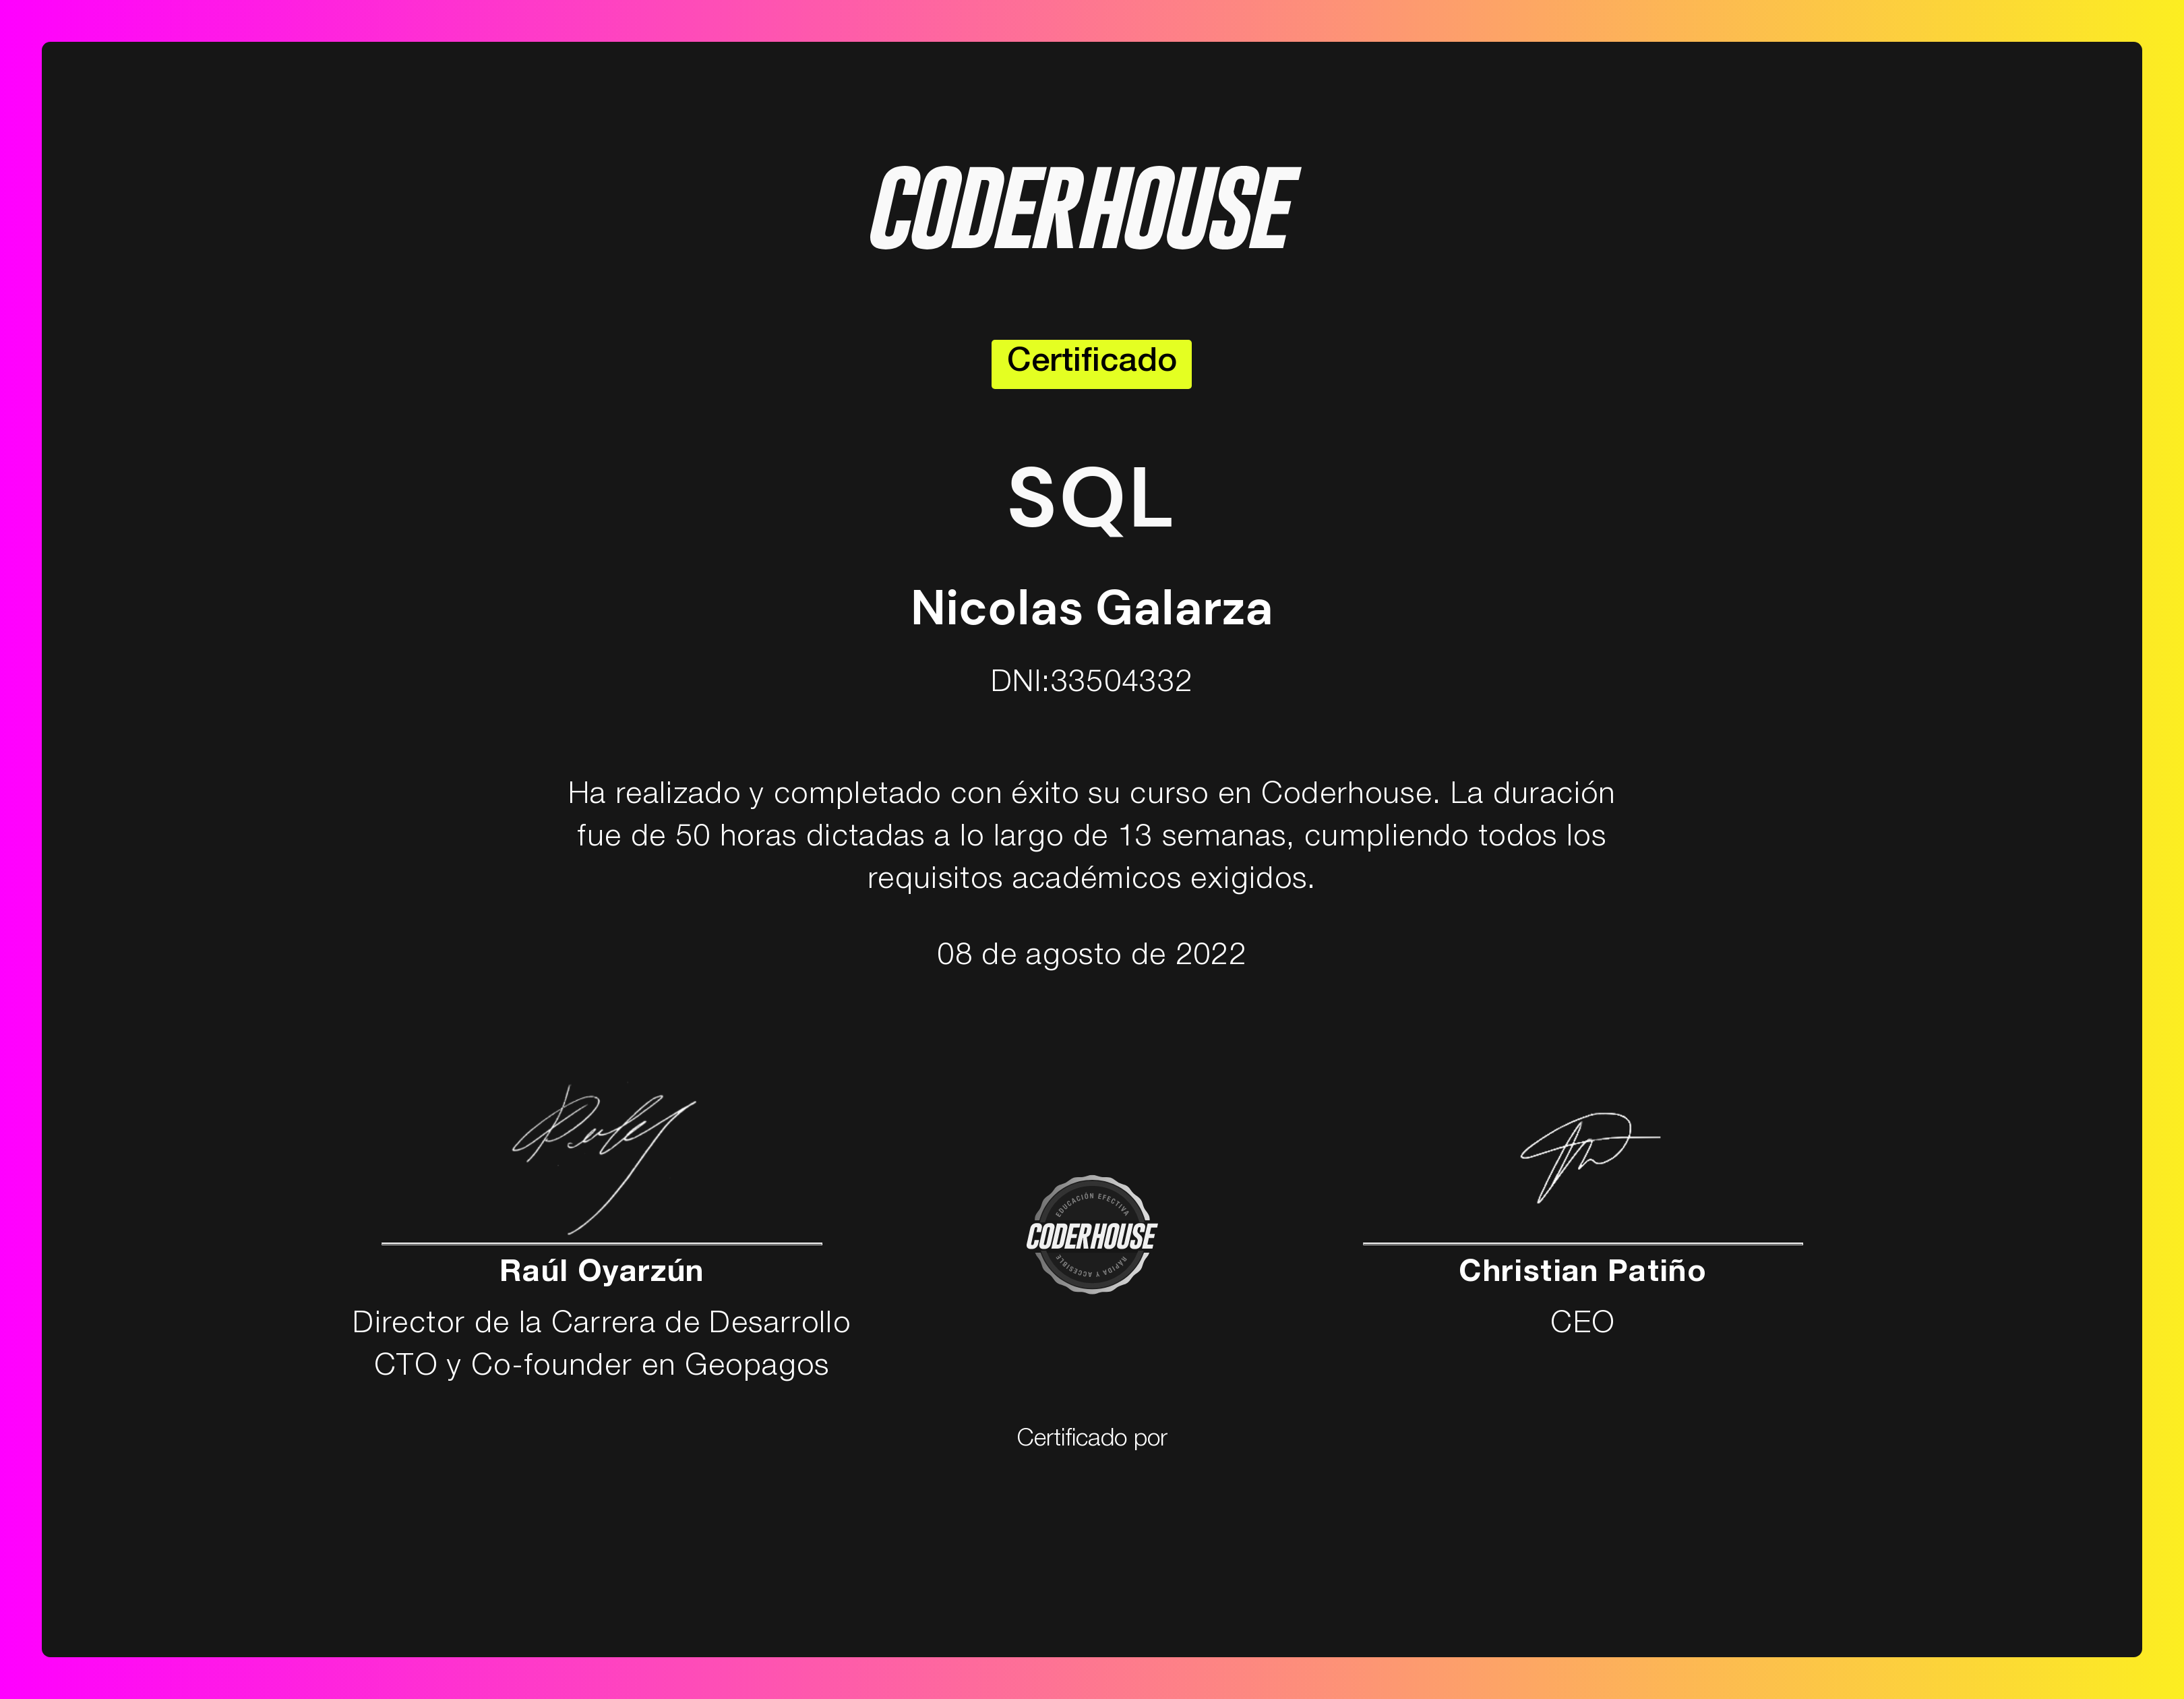 CODERHOUSE
Certificado
SQL
Nicolas Galarza
DNI:33504332
Ha realizado y completado con éxito su curso en Coderhouse. La duración
fue de 50 horas dictadas a lo largo de 13 semanas, cumpliendo todos los
requisitos académicos exigidos.
08 de agosto de 2022
EDUCACIÓN EFECTIVA
CODERHOUSE
RÁPIDA Y ACCESIBLE
Raúl Oyarzún
Director de la Carrera de Desarrollo
CTO y Co-founder en Geopagos
Christian Patiño
CEO
Certificado por